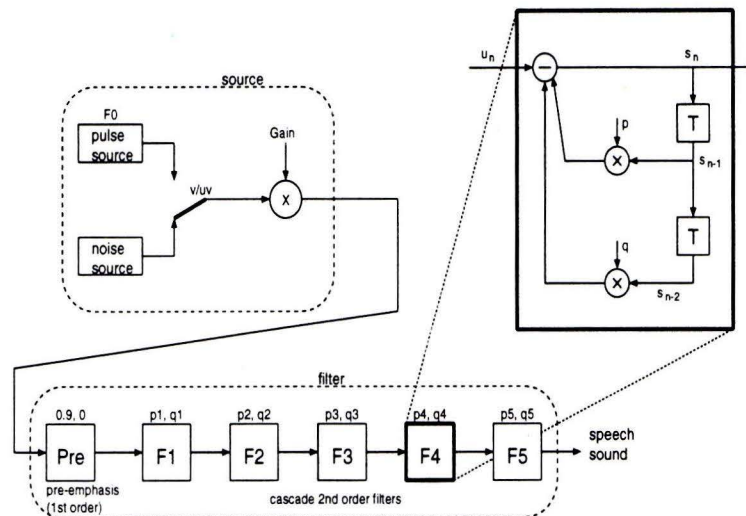 source
F0
pulse
source
noise
source
v/uv
Gain
X
u_n
−
s_n
T
p
X
s_{n-1}
T
q
X
s_{n-2}
filter
0.9, 0
p1, q1
p2, q2
p3, q3
p4, q4
p5, q5
Pre
F1
F2
F3
F4
F5
speech
sound
pre-emphasis
(1st order)
cascade 2nd order filters